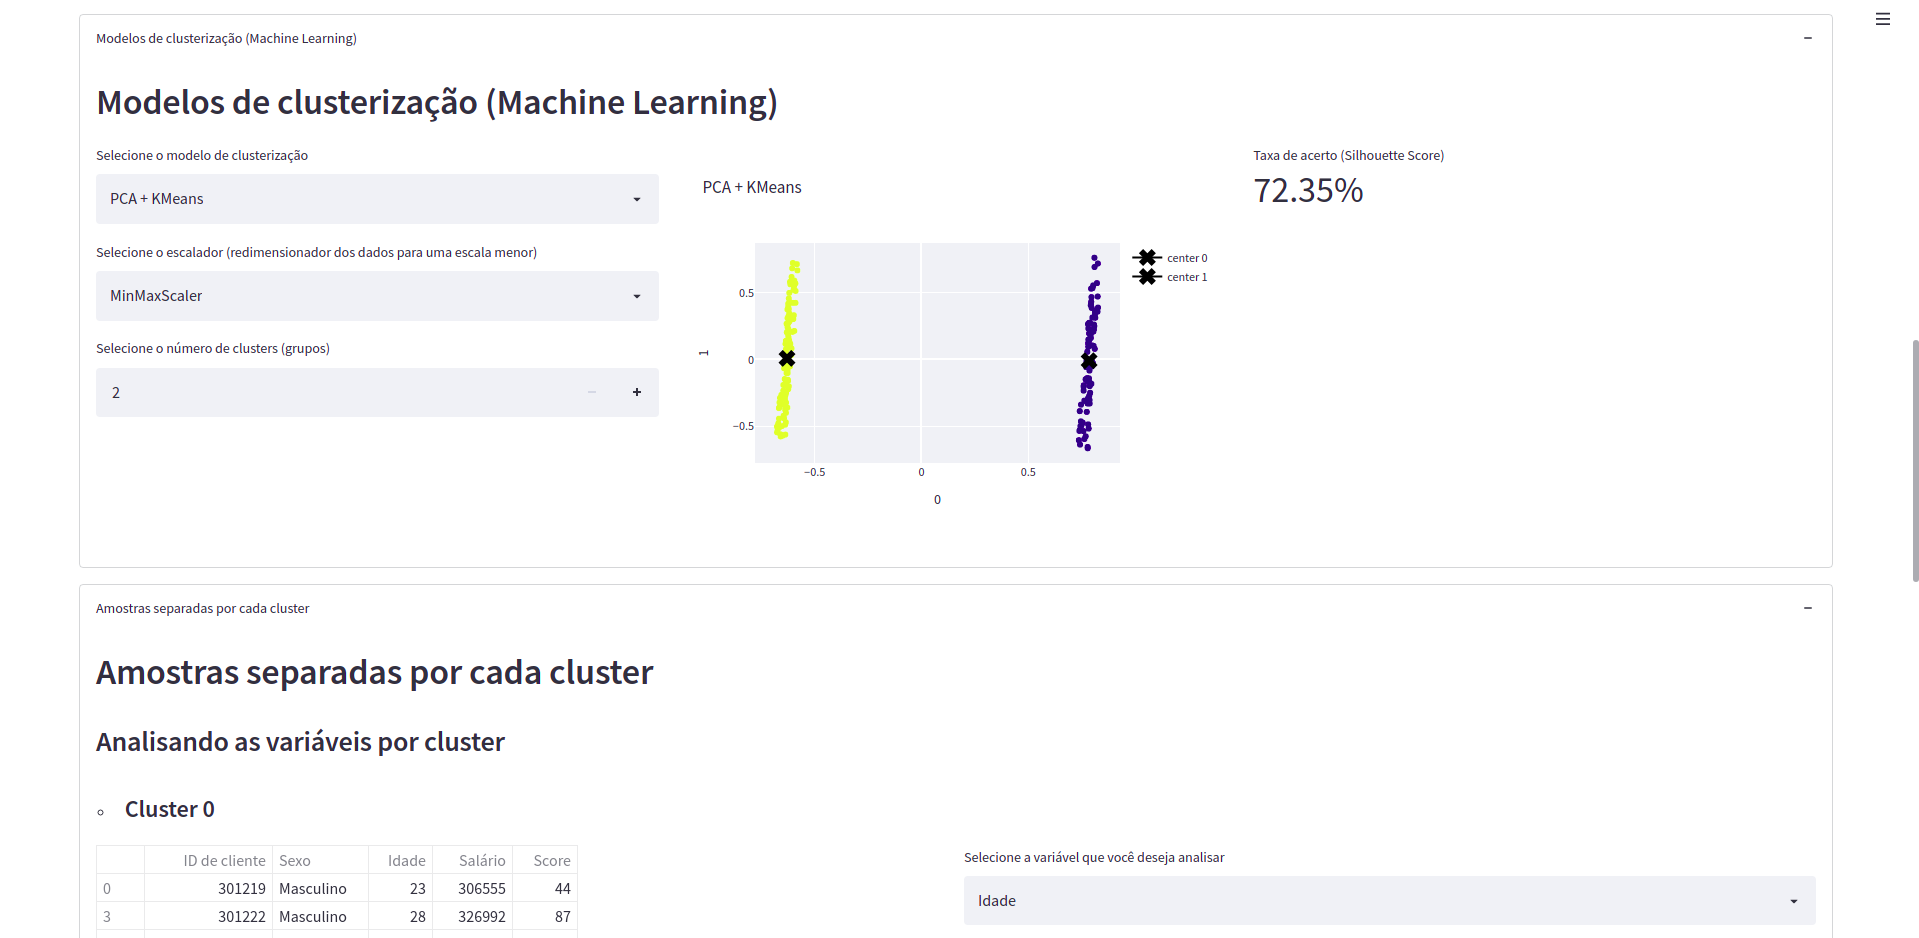 Modelos de clusterização (Machine Learning)
Modelos de clusterização (Machine Learning)
Selecione o modelo de clusterização
PCA + KMeans
Selecione o escalador (redimensionador dos dados para uma escala menor)
MinMaxScaler
Selecione o número de clusters (grupos)
2
PCA + KMeans
center 0
center 1
0.5
0
−0.5
1
−0.5 0 0.5
0
Taxa de acerto (Silhouette Score)
72.35%
Amostras separadas por cada cluster
Amostras separadas por cada cluster
Analisando as variáveis por cluster
Cluster 0
ID de cliente Sexo Idade Salário Score
0 301219 Masculino 23 306555 44
3 301222 Masculino 28 326992 87
Selecione a variável que você deseja analisar
Idade